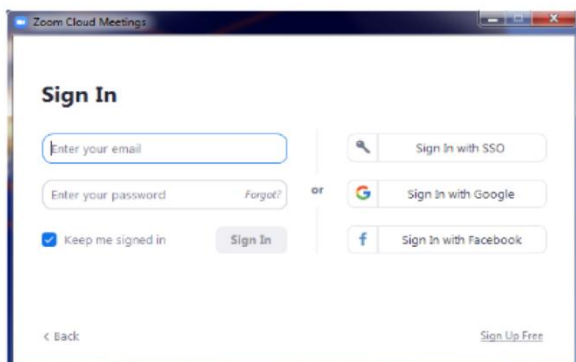 Zoom Cloud Meetings
Sign In
Enter your email
Enter your password Forgot?
Keep me signed in Sign In
or
Sign In with SSO
Sign In with Google
Sign In with Facebook
< Back
Sign Up Free